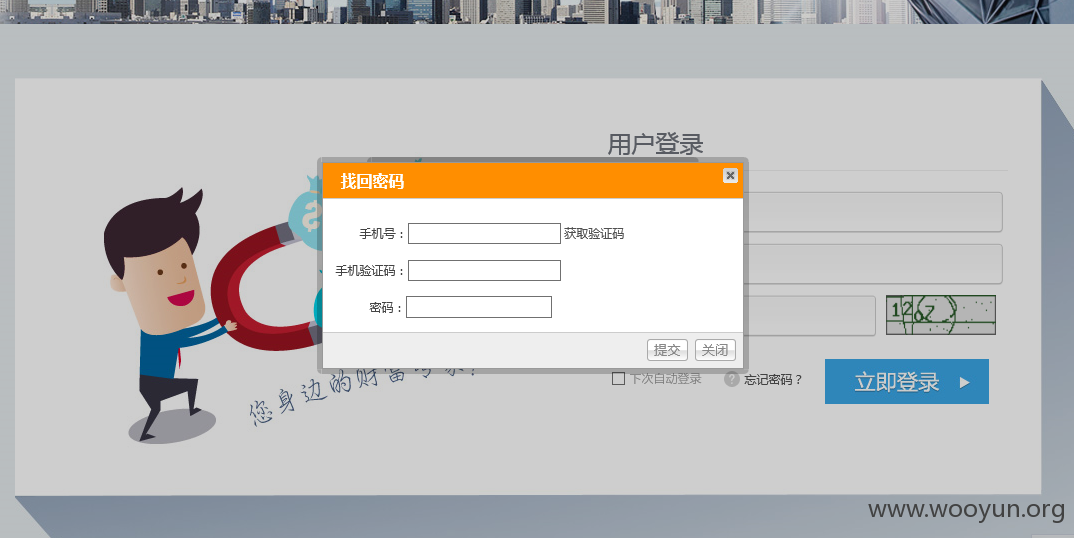 用户登录
找回密码
手机号：
获取验证码
手机验证码：
密码：
提交 关闭
下次自动登录
? 忘记密码？
立即登录
您身边的财富专家！
www.wooyun.org